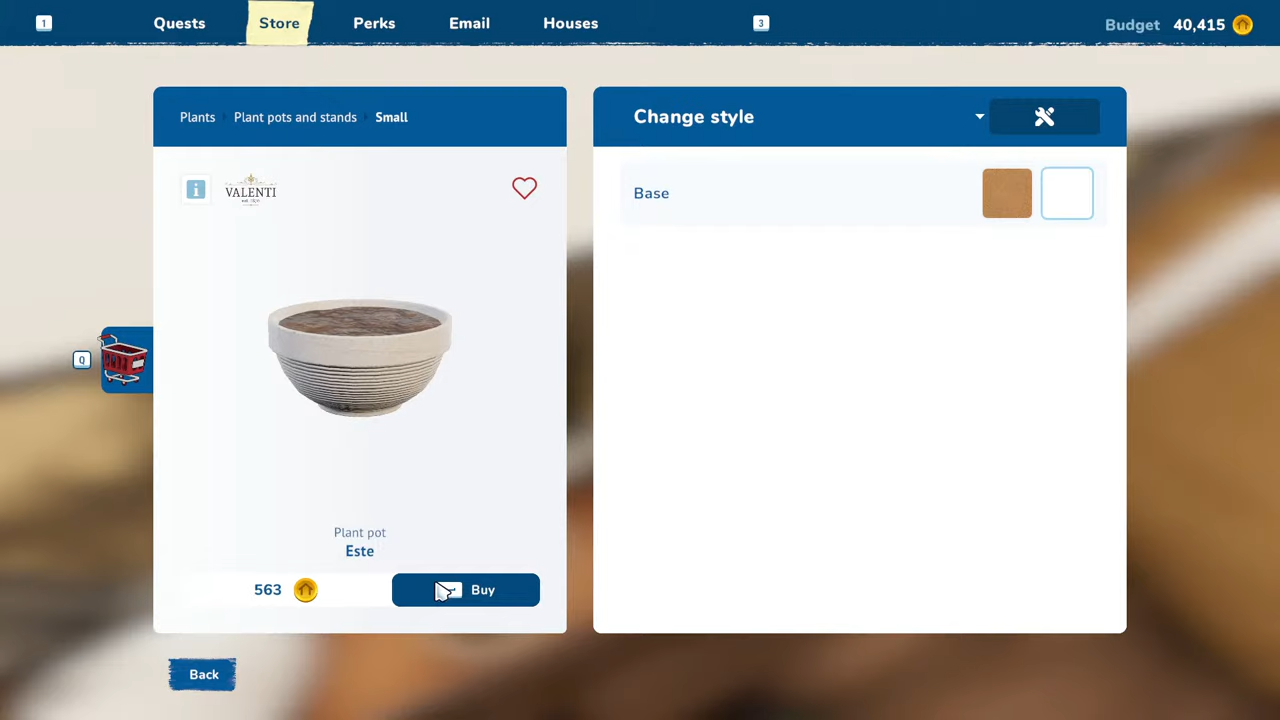 1 Quests Store Perks Email Houses 3 Budget 40,415
Plants Plant pots and stands Small
Change style
i VALENTI
Base
Q
Plant pot
Este
563 Buy
Back